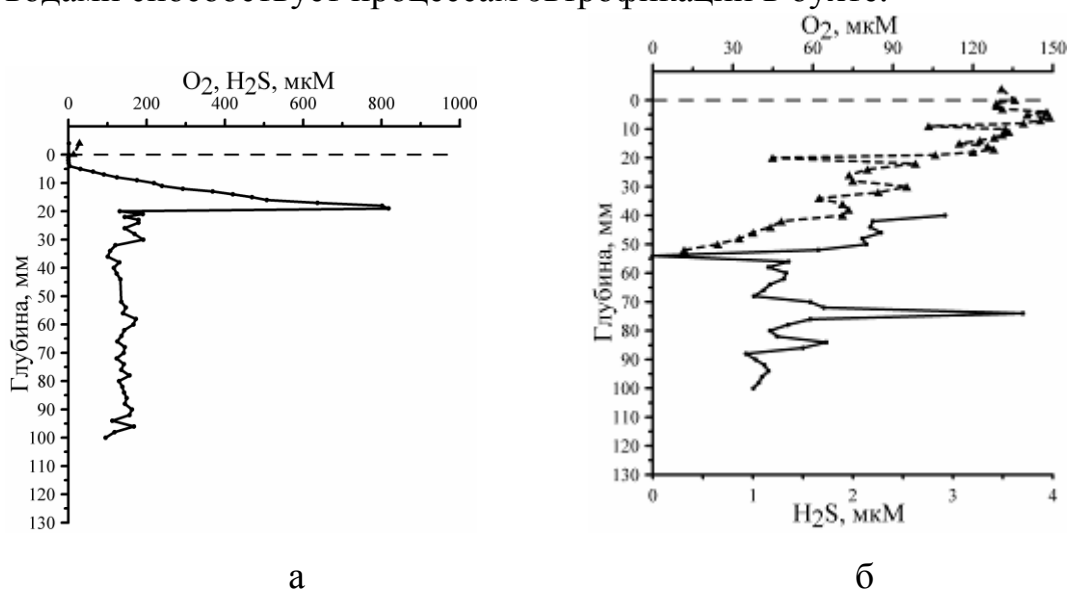 водами способствует процессам эвтрофикации в бухте.
O2, H2S, мкМ
0 200 400 600 800 1000
Глубина, мм
0
10
20
30
40
50
60
70
80
90
100
110
120
130
а
O2, мкМ
0 30 60 90 120 150
Глубина, мм
0
10
20
30
40
50
60
70
80
90
100
110
120
130
0 1 2 3 4
H2S, мкМ
б